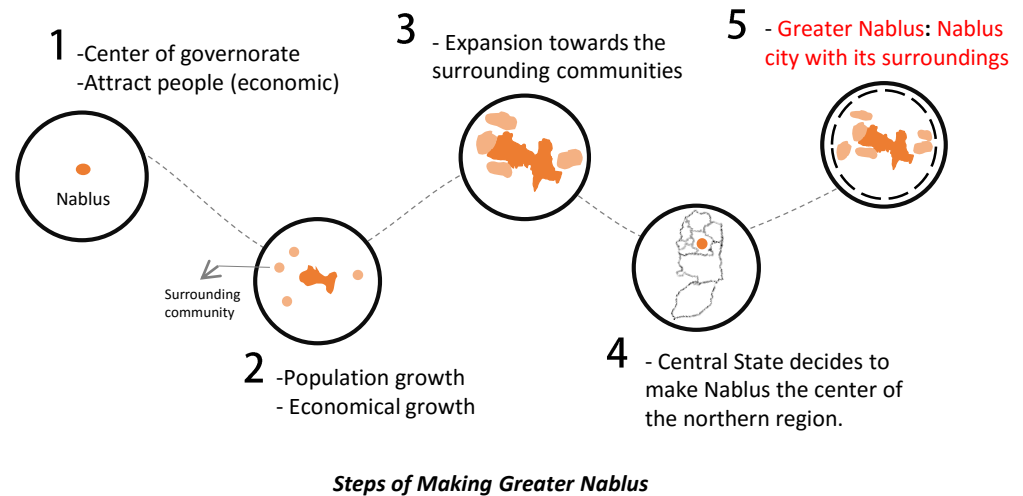 1
-Center of governorate
-Attract people (economic)
Nablus
Surrounding
community
2
-Population growth
- Economical growth
3
- Expansion towards the
surrounding communities
4
- Central State decides to
make Nablus the center of
the northern region.
5
- Greater Nablus: Nablus
city with its surroundings
Steps of Making Greater Nablus